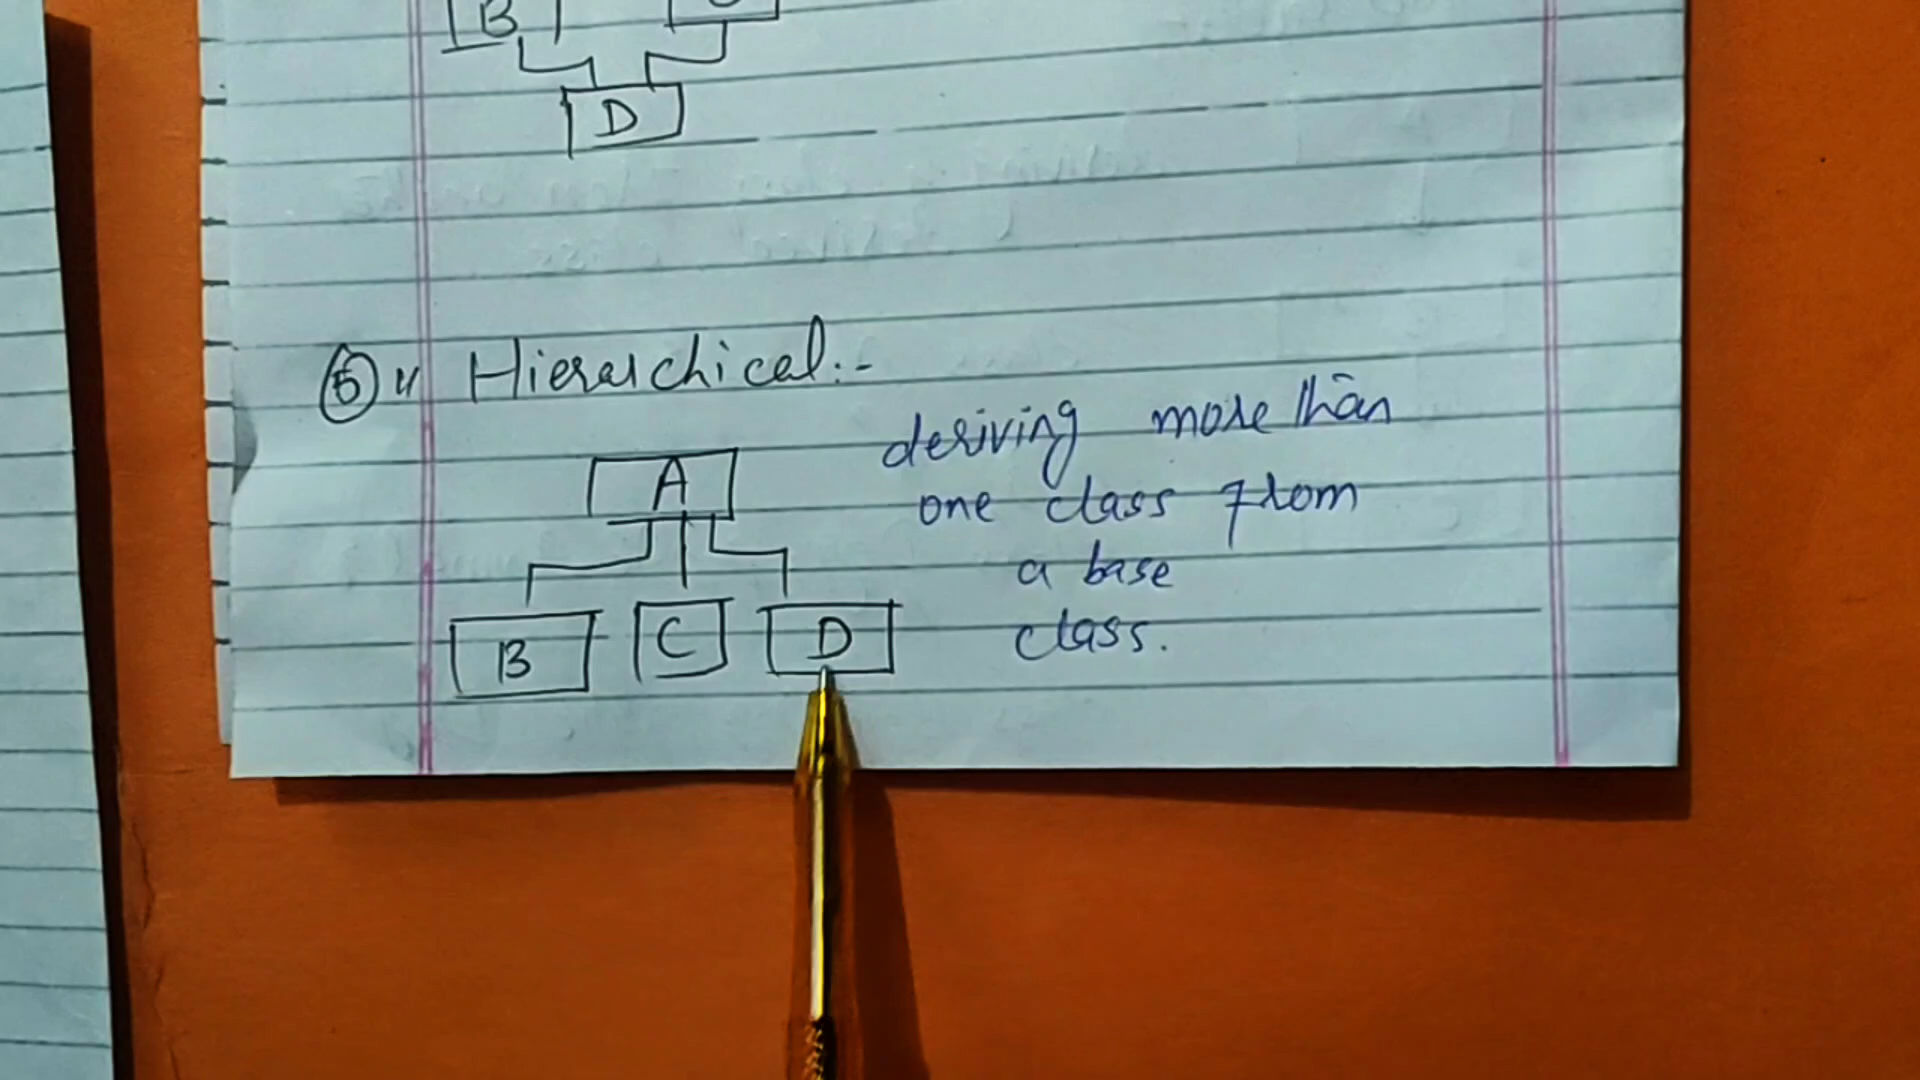 B
D
5) Hierarchical:-
deriving more than
one class from
a base
class.
A
B C D